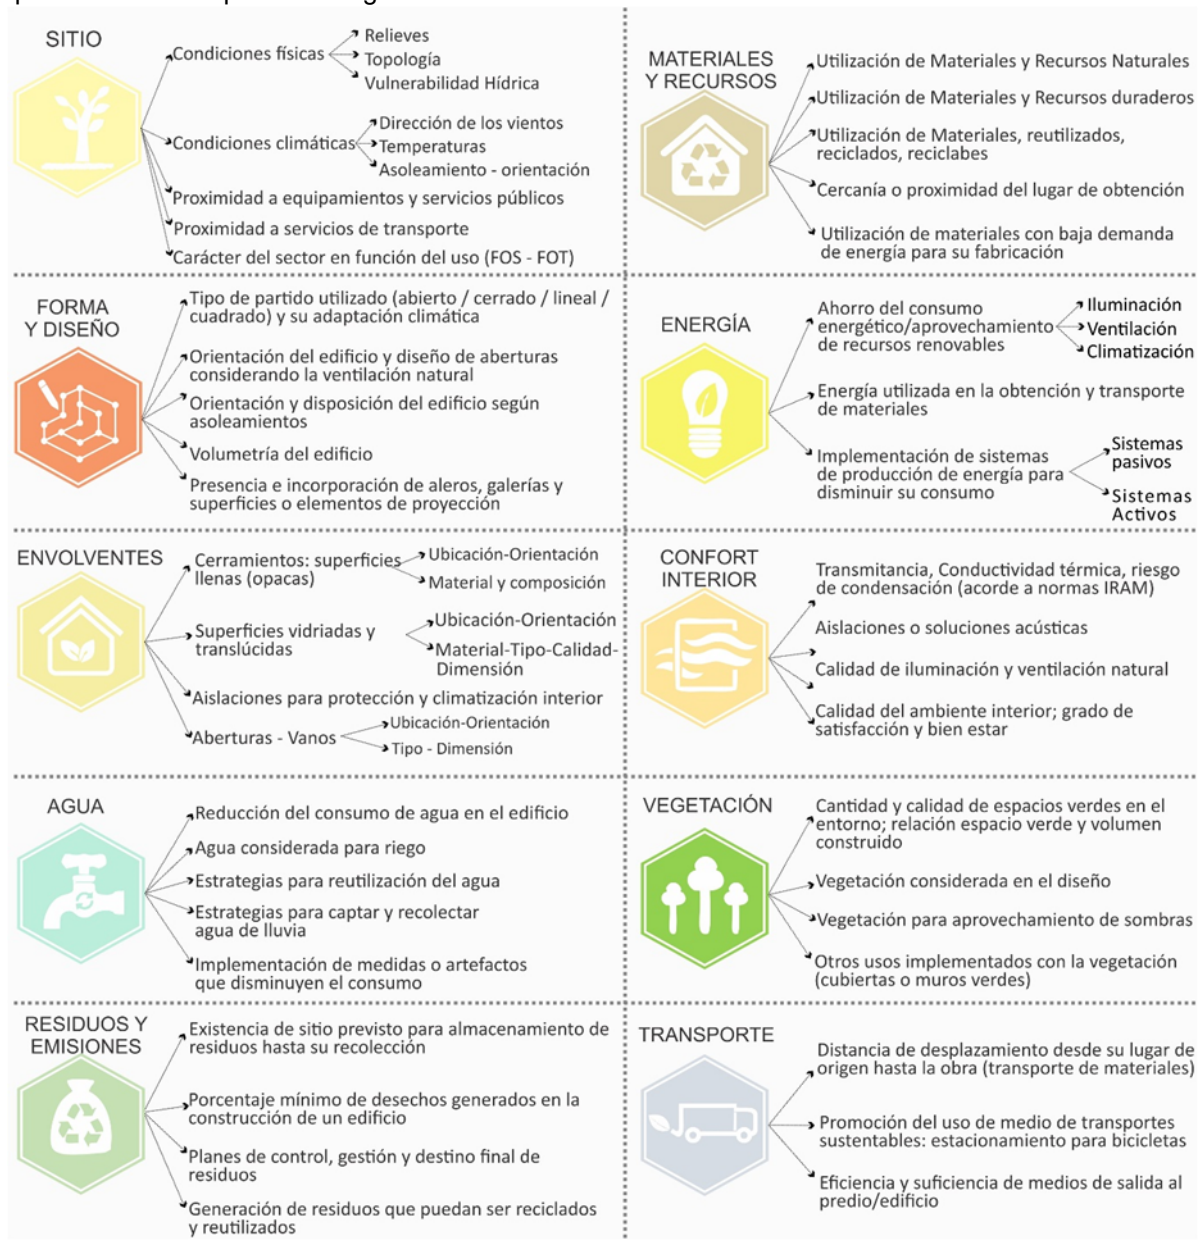 SITIO
Condiciones físicas
Relieves
Topología
Vulnerabilidad Hídrica
Condiciones climáticas
Dirección de los vientos
Temperaturas
Asoleamiento - orientación
Proximidad a equipamientos y servicios públicos
Proximidad a servicios de transporte
Carácter del sector en función del uso (FOS - FOT)
MATERIALES
Y RECURSOS
Utilización de Materiales y Recursos Naturales
Utilización de Materiales y Recursos duraderos
Utilización de Materiales, reutilizados,
reciclados, reciclabes
Cercanía o proximidad del lugar de obtención
Utilización de materiales con baja demanda
de energía para su fabricación
FORMA
Y DISEÑO
Tipo de partido utilizado (abierto / cerrado / lineal /
cuadrado) y su adaptación climática
Orientación del edificio y diseño de aberturas
considerando la ventilación natural
Orientación y disposición del edificio según
asoleamientos
Volumetría del edificio
Presencia e incorporación de aleros, galerías y
superficies o elementos de proyección
ENERGÍA
Ahorro del consumo
energético/aprovechamiento
de recursos renovables
Iluminación
Ventilación
Climatización
Energía utilizada en la obtención y transporte
de materiales
Implementación de sistemas
de producción de energía para
disminuir su consumo
Sistemas
pasivos
Sistemas
Activos
ENVOLVENTES
Cerramientos: superficies
llenas (opacas)
Ubicación-Orientación
Material y composición
Superficies vidriadas y
translúcidas
Ubicación-Orientación
Material-Tipo-Calidad-
Dimensión
Aislaciones para protección y climatización interior
Aberturas - Vanos
Ubicación-Orientación
Tipo - Dimensión
CONFORT
INTERIOR
Transmitancia, Conductividad térmica, riesgo
de condensación (acorde a normas IRAM)
Aislaciones o soluciones acústicas
Calidad de iluminación y ventilación natural
Calidad del ambiente interior; grado de
satisfacción y bien estar
AGUA
Reducción del consumo de agua en el edificio
Agua considerada para riego
Estrategias para reutilización del agua
Estrategias para captar y recolectar
agua de lluvia
Implementación de medidas o artefactos
que disminuyen el consumo
VEGETACIÓN
Cantidad y calidad de espacios verdes en el
entorno; relación espacio verde y volumen
construido
Vegetación considerada en el diseño
Vegetación para aprovechamiento de sombras
Otros usos implementados con la vegetación
(cubiertas o muros verdes)
RESIDUOS Y
EMISIONES
Existencia de sitio previsto para almacenamiento de
residuos hasta su recolección
Porcentaje mínimo de desechos generados en la
construcción de un edificio
Planes de control, gestión y destino final de
residuos
Generación de residuos que puedan ser reciclados
y reutilizados
TRANSPORTE
Distancia de desplazamiento desde su lugar de
origen hasta la obra (transporte de materiales)
Promoción del uso de medio de transportes
sustentables: estacionamiento para bicicletas
Eficiencia y suficiencia de medios de salida al
predio/edificio